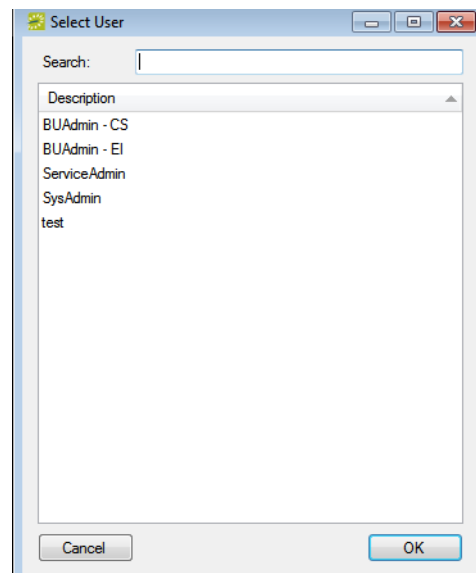 Select User
Search:
Description
BUAdmin - CS
BUAdmin - EI
ServiceAdmin
SysAdmin
test
Cancel OK